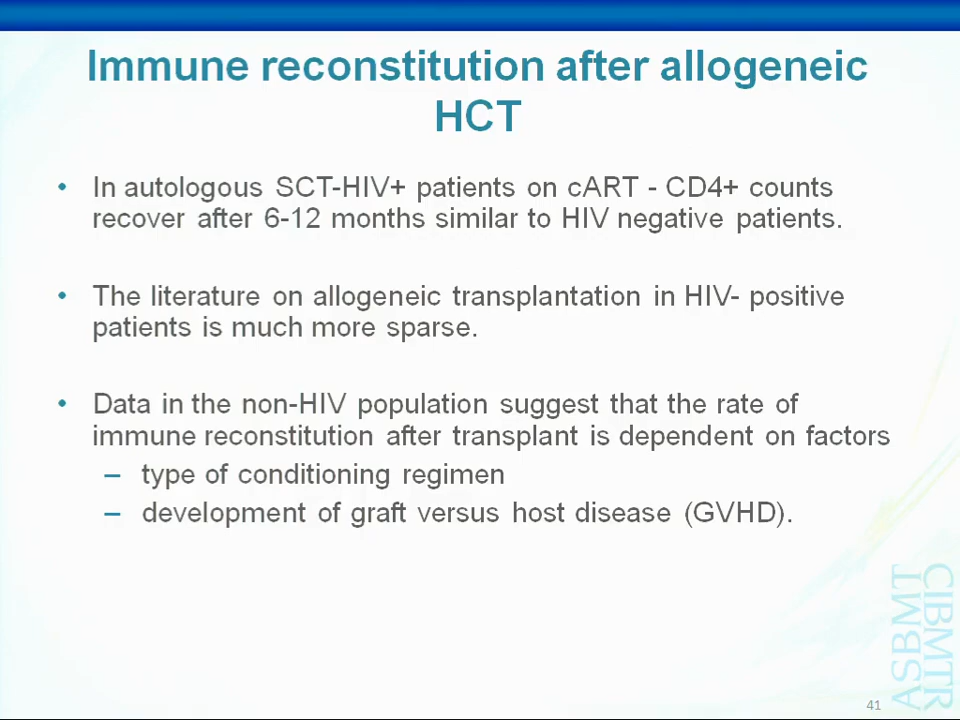 Immune reconstitution after allogeneic
HCT
• In autologous SCT-HIV+ patients on cART - CD4+ counts
recover after 6-12 months similar to HIV negative patients.
• The literature on allogeneic transplantation in HIV- positive
patients is much more sparse.
• Data in the non-HIV population suggest that the rate of
immune reconstitution after transplant is dependent on factors
– type of conditioning regimen
– development of graft versus host disease (GVHD).
ASBMT
CIBMTR
41